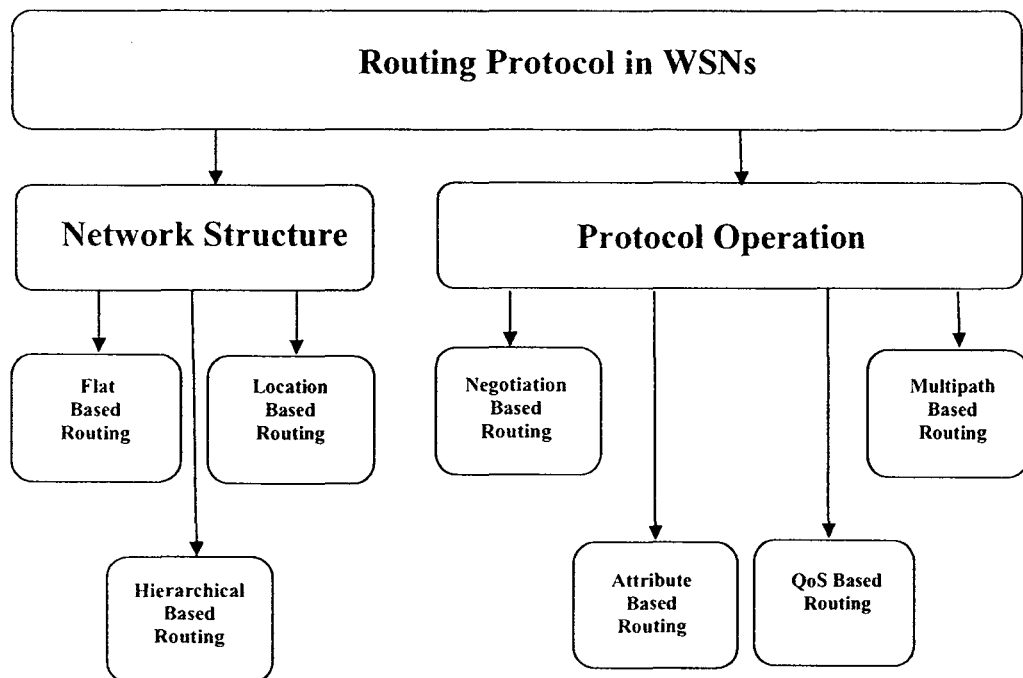 Routing Protocol in WSNs
Network Structure
Protocol Operation
Flat
Based
Routing
Location
Based
Routing
Negotiation
Based
Routing
Multipath
Based
Routing
Hierarchical
Based
Routing
Attribute
Based
Routing
QoS Based
Routing